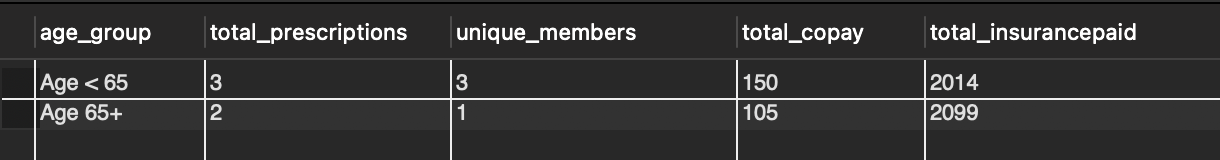 age_group total_prescriptions unique_members total_copay total_insurancepaid
Age < 65 3 3 150 2014
Age 65+ 2 1 105 2099